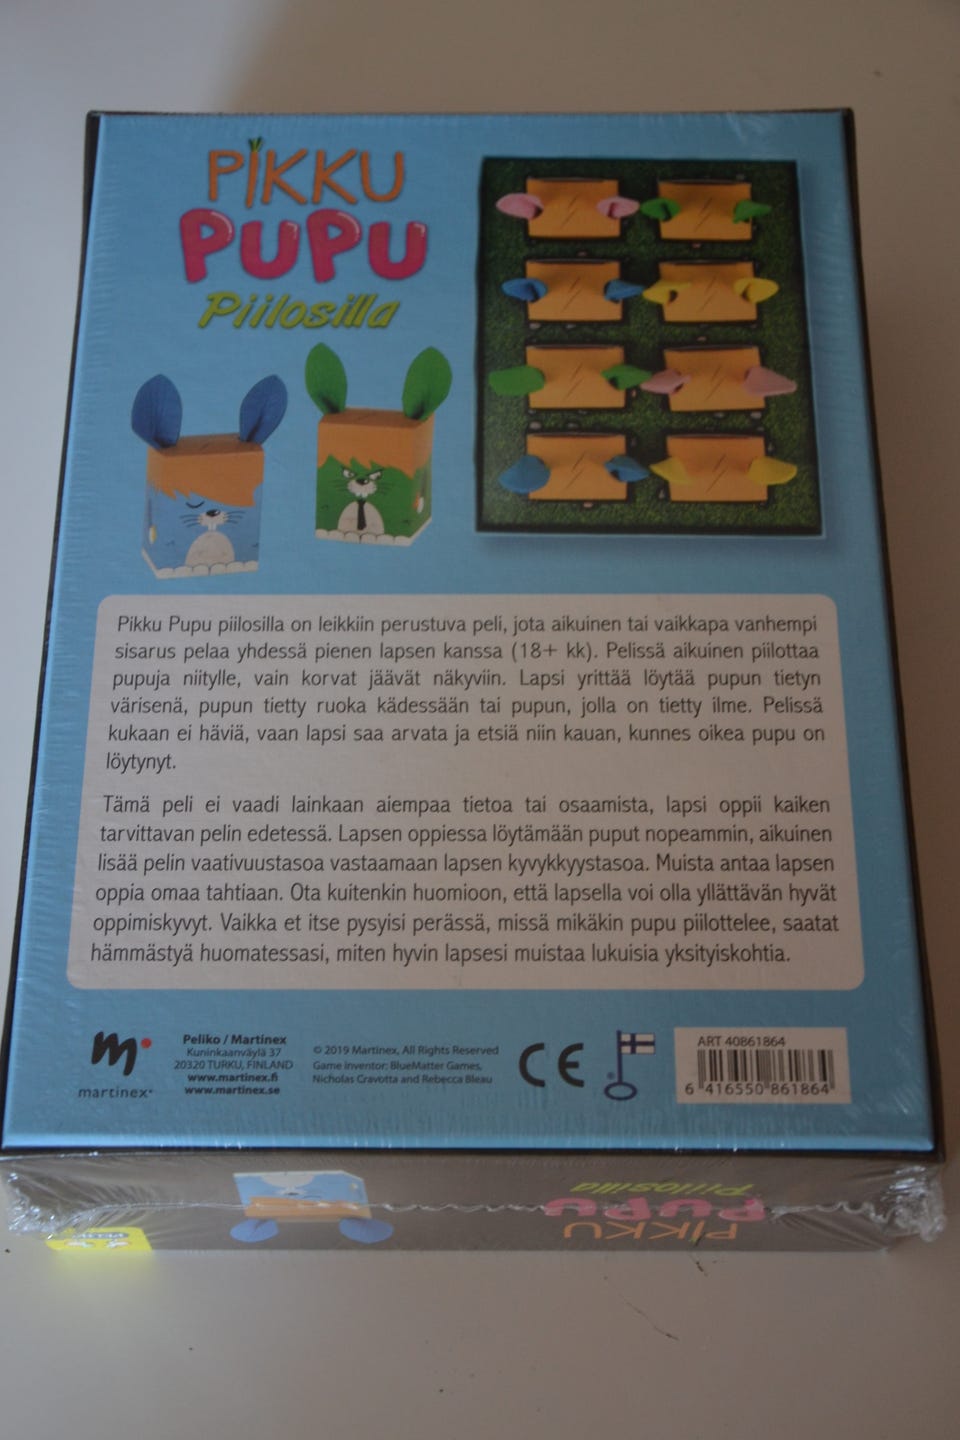 PIKKU
PUPU
Piilosilla
Pikku Pupu piilosilla on leikkiin perustuva peli, jota aikuinen tai vaikkapa vanhempi
sisarus pelaa yhdessä pienen lapsen kanssa (18+ kk). Pelissä aikuinen piilottaa
pupuja niitylle, vain korvat jäävät näkyviin. Lapsi yrittää löytää pupun tietyn
värisenä, pupun tietty ruoka kädessään tai pupun, jolla on tietty ilme. Pelissä
kukaan ei häviä, vaan lapsi saa arvata ja etsiä niin kauan, kunnes oikea pupu on
löytynyt.
Tämä peli ei vaadi lainkaan aiempaa tietoa tai osaamista, lapsi oppii kaiken
tarvittavan pelin edetessä. Lapsen oppiessa löytämään puput nopeammin, aikuinen
lisää pelin vaativuustasoa vastaamaan lapsen kyvykkyystasoa. Muista antaa lapsen
oppia omaa tahtiaan. Ota kuitenkin huomioon, että lapsella voi olla yllättävän hyvät
oppimiskyvyt. Vaikka et itse pysyisi perässä, missä mikäkin pupu piilottelee, saatat
hämmästyä huomatessasi, miten hyvin lapsesi muistaa lukuisia yksityiskohtia.
m
martinex
Peliko / Martinex
Kuninkaanväylä 37
20320 TURKU, FINLAND
www.martinex.fi
www.martinex.se
© 2019 Martinex, All Rights Reserved
Game inventor: BlueMatter Games,
Nicholas Cravotta and Rebecca Bleau
CE
ART 40861864
6 416550 861864
Piilosilla
PUPU
PIKKU